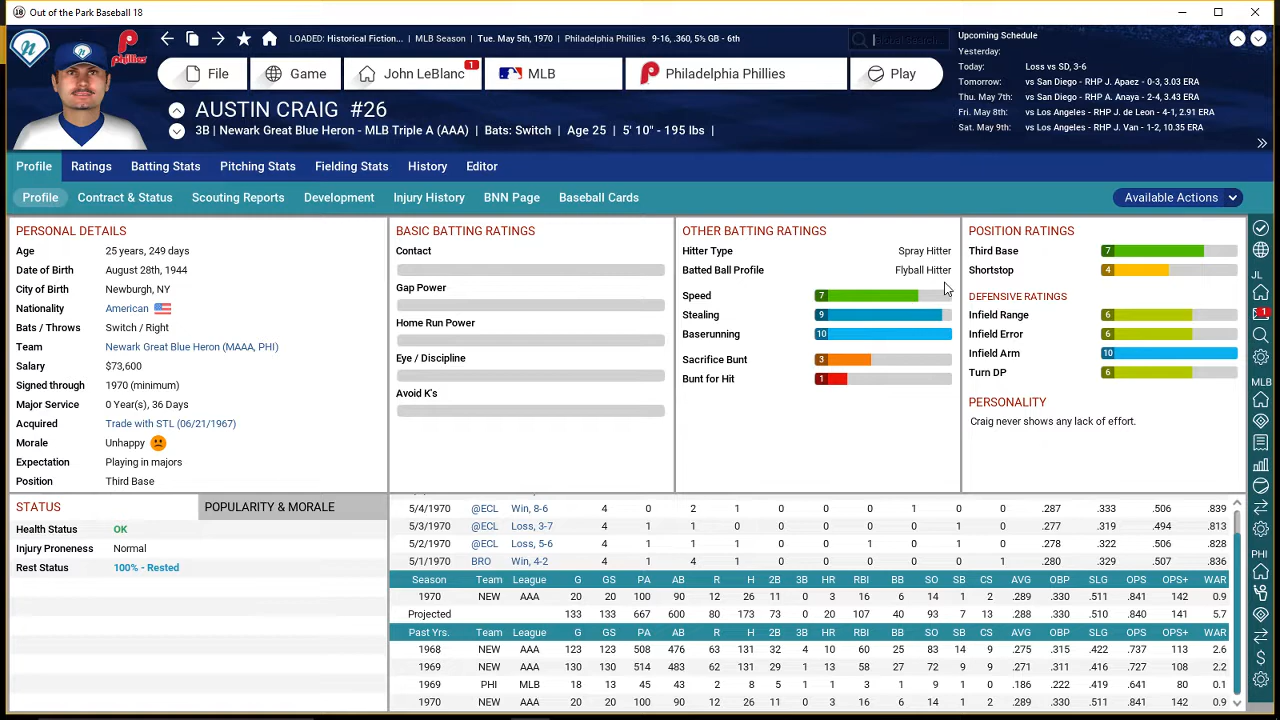 Out of the Park Baseball 18
LOADED: Historical Fiction... | MLB Season | Tue. May 5th, 1970 | Philadelphia Phillies 9-16, .360, 5½ GB - 6th
Upcoming Schedule
Yesterday:
Today: Loss vs SD, 3-6
Tomorrow: vs San Diego - RHP J. Apaez - 0-3, 3.03 ERA
Thu. May 7th: vs San Diego - RHP A. Anaya - 2-4, 3.43 ERA
Fri. May 8th: vs Los Angeles - RHP J. de Leon - 4-1, 2.91 ERA
Sat. May 9th: vs Los Angeles - RHP J. Van - 1-2, 10.35 ERA
File Game John LeBlanc 1 MLB Philadelphia Phillies Play
Phillies
AUSTIN CRAIG #26
3B | Newark Great Blue Heron - MLB Triple A (AAA) | Bats: Switch | Age 25 | 5' 10" - 195 lbs |
Profile Ratings Batting Stats Pitching Stats Fielding Stats History Editor
Profile Contract & Status Scouting Reports Development Injury History BNN Page Baseball Cards Available Actions
PERSONAL DETAILS
Age 25 years, 249 days
Date of Birth August 28th, 1944
City of Birth Newburgh, NY
Nationality American
Bats / Throws Switch / Right
Team Newark Great Blue Heron (MAAA, PHI)
Salary $73,600
Signed through 1970 (minimum)
Major Service 0 Year(s), 36 Days
Acquired Trade with STL (06/21/1967)
Morale Unhappy
Expectation Playing in majors
Position Third Base
BASIC BATTING RATINGS
Contact
Gap Power
Home Run Power
Eye / Discipline
Avoid K's
OTHER BATTING RATINGS
Hitter Type Spray Hitter
Batted Ball Profile Flyball Hitter
Speed 7
Stealing 9
Baserunning 10
Sacrifice Bunt 3
Bunt for Hit 1
POSITION RATINGS
Third Base 7
Shortstop 4
DEFENSIVE RATINGS
Infield Range 6
Infield Error 6
Infield Arm 10
Turn DP 6
PERSONALITY
Craig never shows any lack of effort.
STATUS POPULARITY & MORALE
Health Status OK
Injury Proneness Normal
Rest Status 100% - Rested
5/4/1970 @ECL Win, 8-6 4 0 2 1 0 0 0 1 0 0 .287 .333 .506 .839
5/3/1970 @ECL Loss, 3-7 4 1 1 0 0 0 0 0 1 0 .277 .319 .494 .813
5/2/1970 @ECL Loss, 5-6 4 1 1 1 0 0 1 0 1 0 .278 .322 .506 .828
5/1/1970 BRO Win, 4-2 4 1 4 1 0 0 0 0 0 1 .280 .329 .507 .836
Season Team League G GS PA AB R H 2B 3B HR RBI BB SO SB CS AVG OBP SLG OPS OPS+ WAR
1970 NEW AAA 20 20 100 90 12 26 11 0 3 16 6 14 1 2 .289 .330 .511 .841 142 0.9
Projected 133 133 667 600 80 173 73 0 20 107 40 93 7 13 .288 .330 .510 .840 141 5.7
Past Yrs. Team League G GS PA AB R H 2B 3B HR RBI BB SO SB CS AVG OBP SLG OPS OPS+ WAR
1968 NEW AAA 123 123 508 476 63 131 32 4 10 60 25 83 14 9 .275 .315 .422 .737 113 2.6
1969 NEW AAA 130 130 514 483 62 131 29 1 13 58 27 72 9 9 .271 .311 .416 .727 108 2.2
1969 PHI MLB 18 13 45 43 2 8 5 1 1 3 1 9 1 0 .186 .222 .419 .641 80 0.1
1970 NEW AAA 20 20 100 90 12 26 11 0 3 16 6 14 1 2 .289 .330 .511 .841 142 0.9
JL
1
MLB
PHI